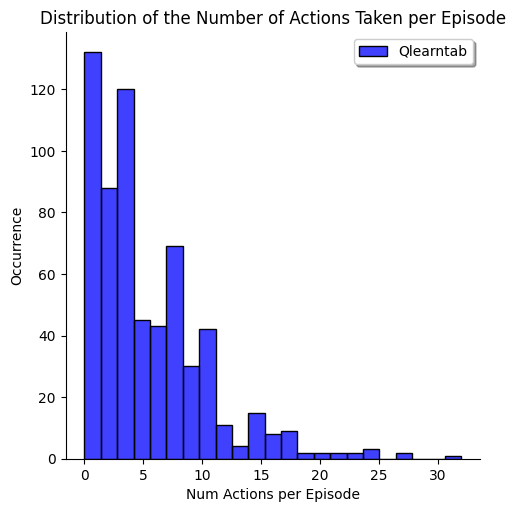 Distribution of the Number of Actions Taken per Episode
Qlearntab
120
100
80
60
40
20
0
Occurrence
0 5 10 15 20 25 30
Num Actions per Episode